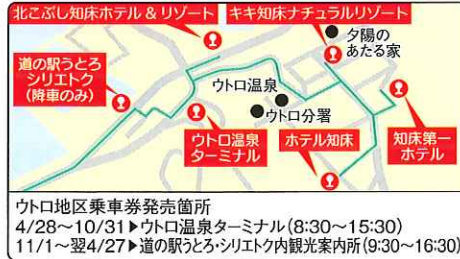 北こぶし知床ホテル&リゾート
キキ知床ナチュラルリゾート
夕陽の
あたる家
道の駅うとろ
シリエトク
(降車のみ)
ウトロ温泉
ウトロ分署
ウトロ温泉
ターミナル
ホテル知床
知床第一
ホテル
ウトロ地区乗車券発売箇所
4/28〜10/31▶ウトロ温泉ターミナル(8:30〜15:30)
11/1〜翌4/27▶道の駅うとろ・シリエトク内観光案内所(9:30〜16:30)